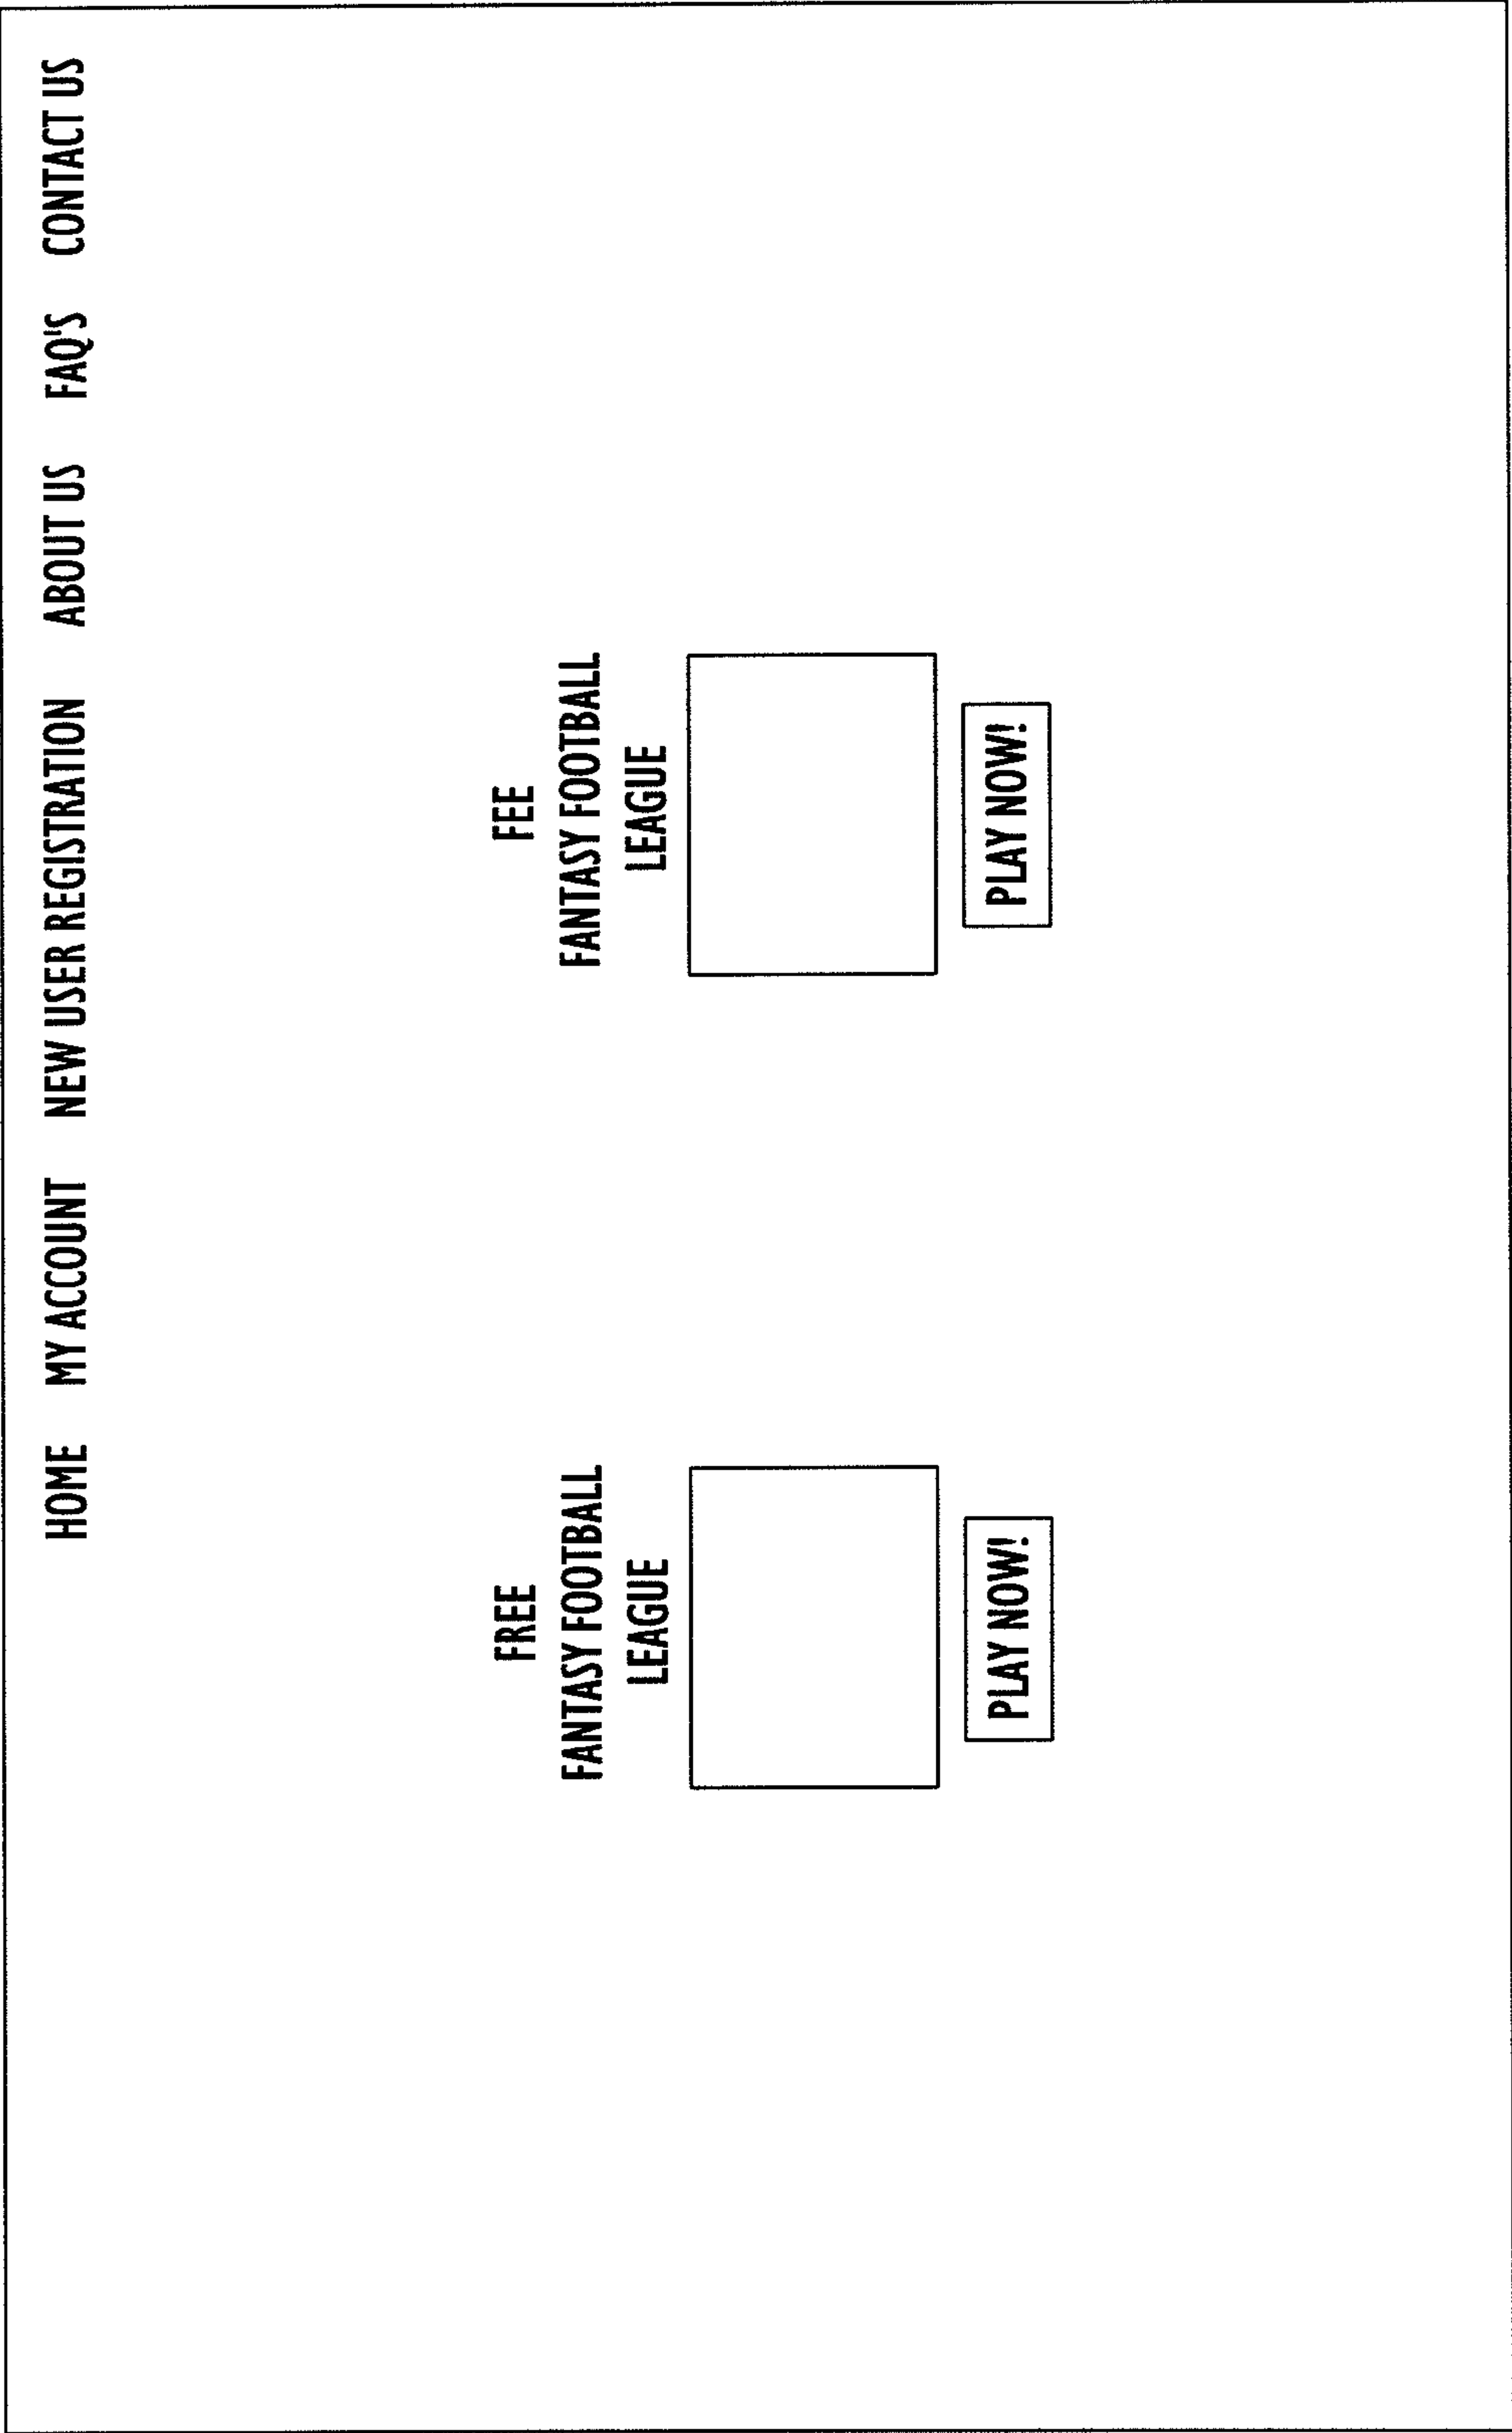 HOME MY ACCOUNT NEW USER REGISTRATION ABOUT US FAQ'S CONTACT US
FREE
FANTASY FOOTBALL
LEAGUE
PLAY NOW!
FEE
FANTASY FOOTBALL
LEAGUE
PLAY NOW!